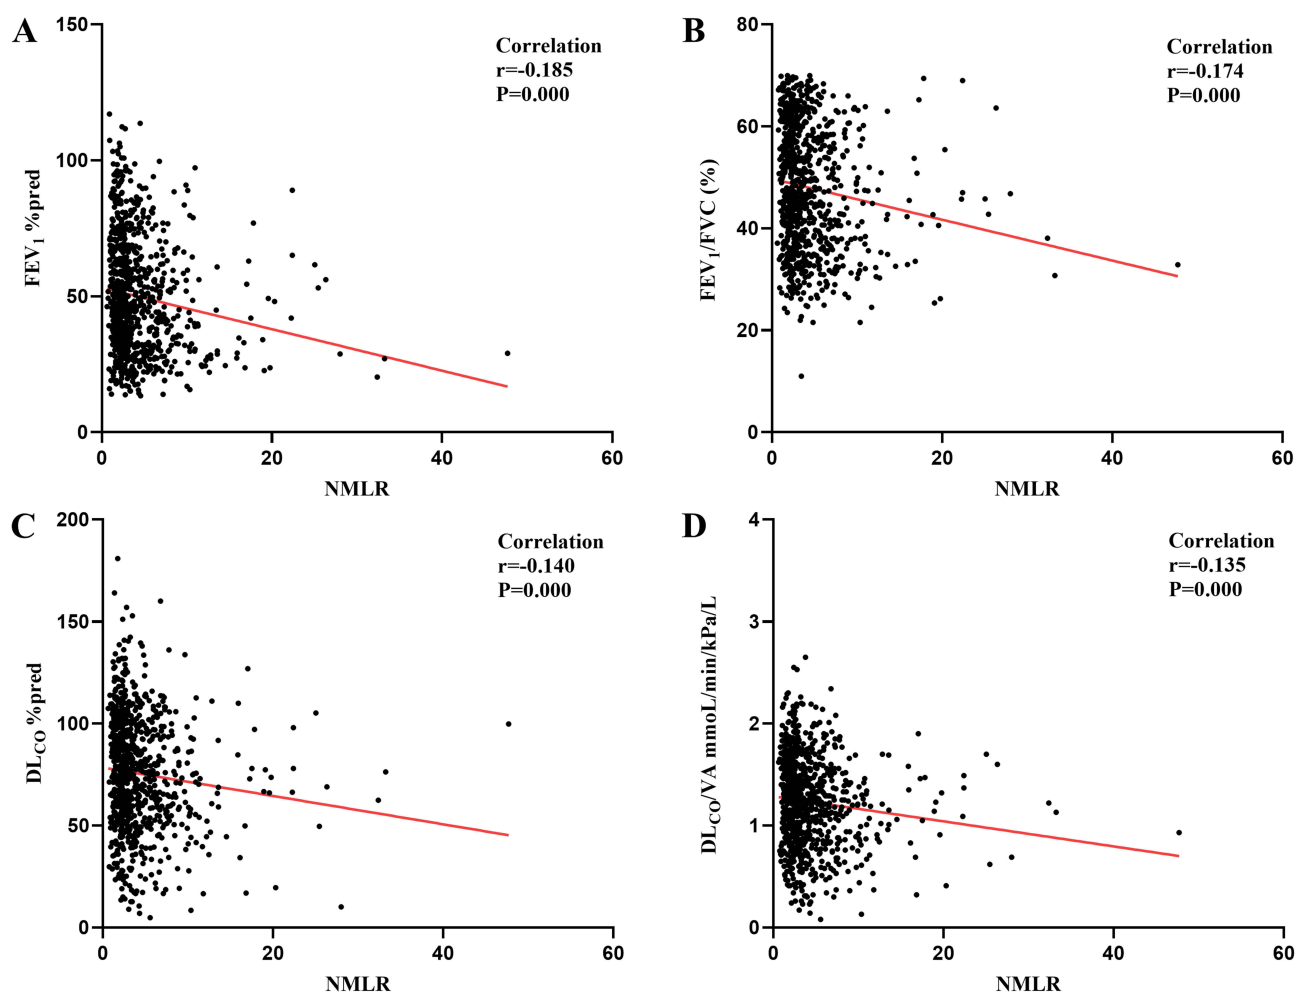 A
Correlation
r=-0.185
P=0.000
FEV₁ %pred
150
100
50
0
0 20 40 60
NMLR
B
Correlation
r=-0.174
P=0.000
FEV₁/FVC (%)
80
60
40
20
0
0 20 40 60
NMLR
C
Correlation
r=-0.140
P=0.000
DL_CO %pred
200
150
100
50
0
0 20 40 60
NMLR
D
Correlation
r=-0.135
P=0.000
DL_CO/VA mmoL/min/kPa/L
4
3
2
1
0
0 20 40 60
NMLR